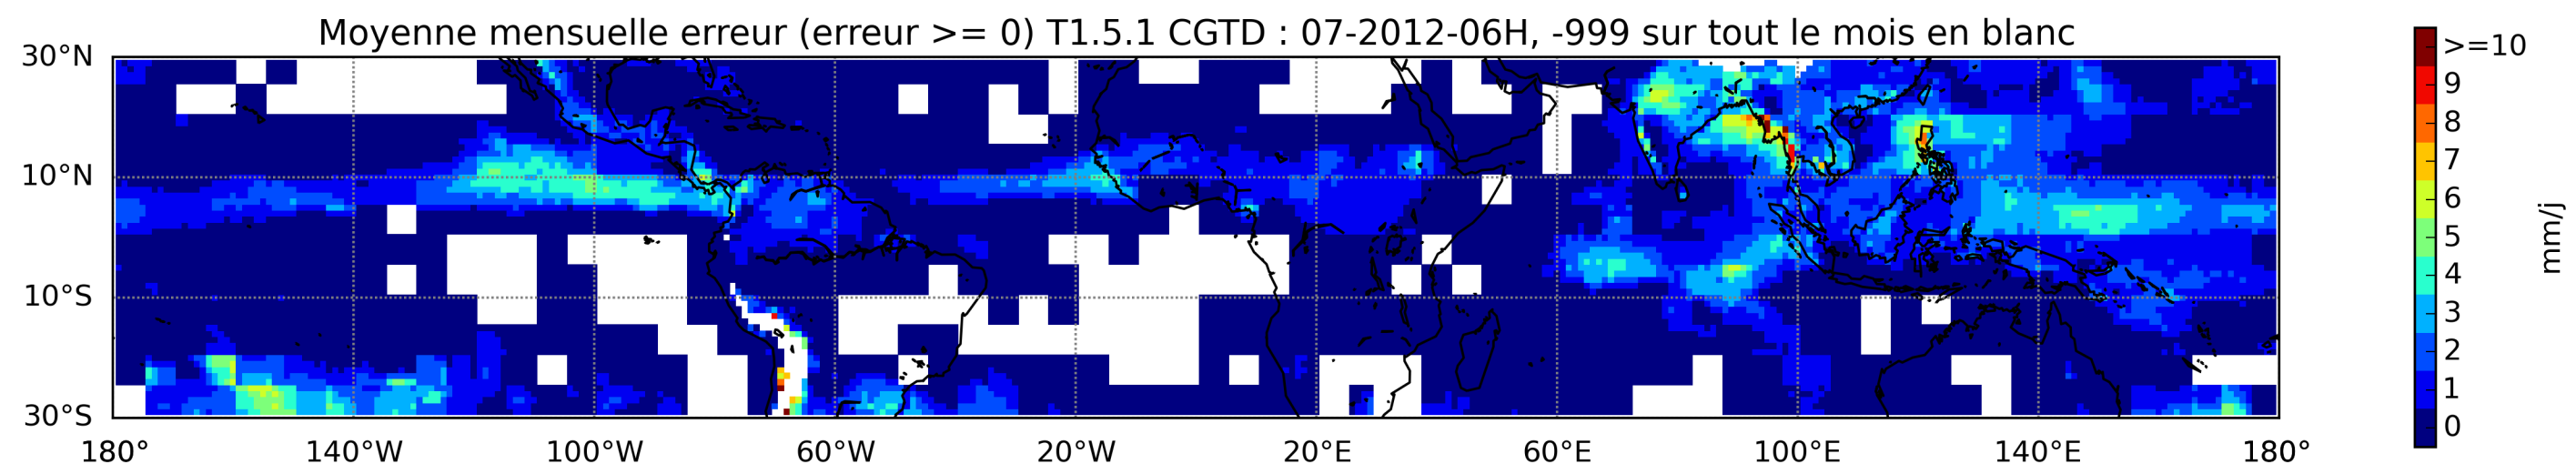 Moyenne mensuelle erreur (erreur >= 0) T1.5.1 CGTD : 07-2012-06H, -999 sur tout le mois en blanc
30°N
10°N
10°S
30°S
180° 140°W 100°W 60°W 20°W 20°E 60°E 100°E 140°E 180°
>=10
9
8
7
6
5
4
3
2
1
0
mm/j